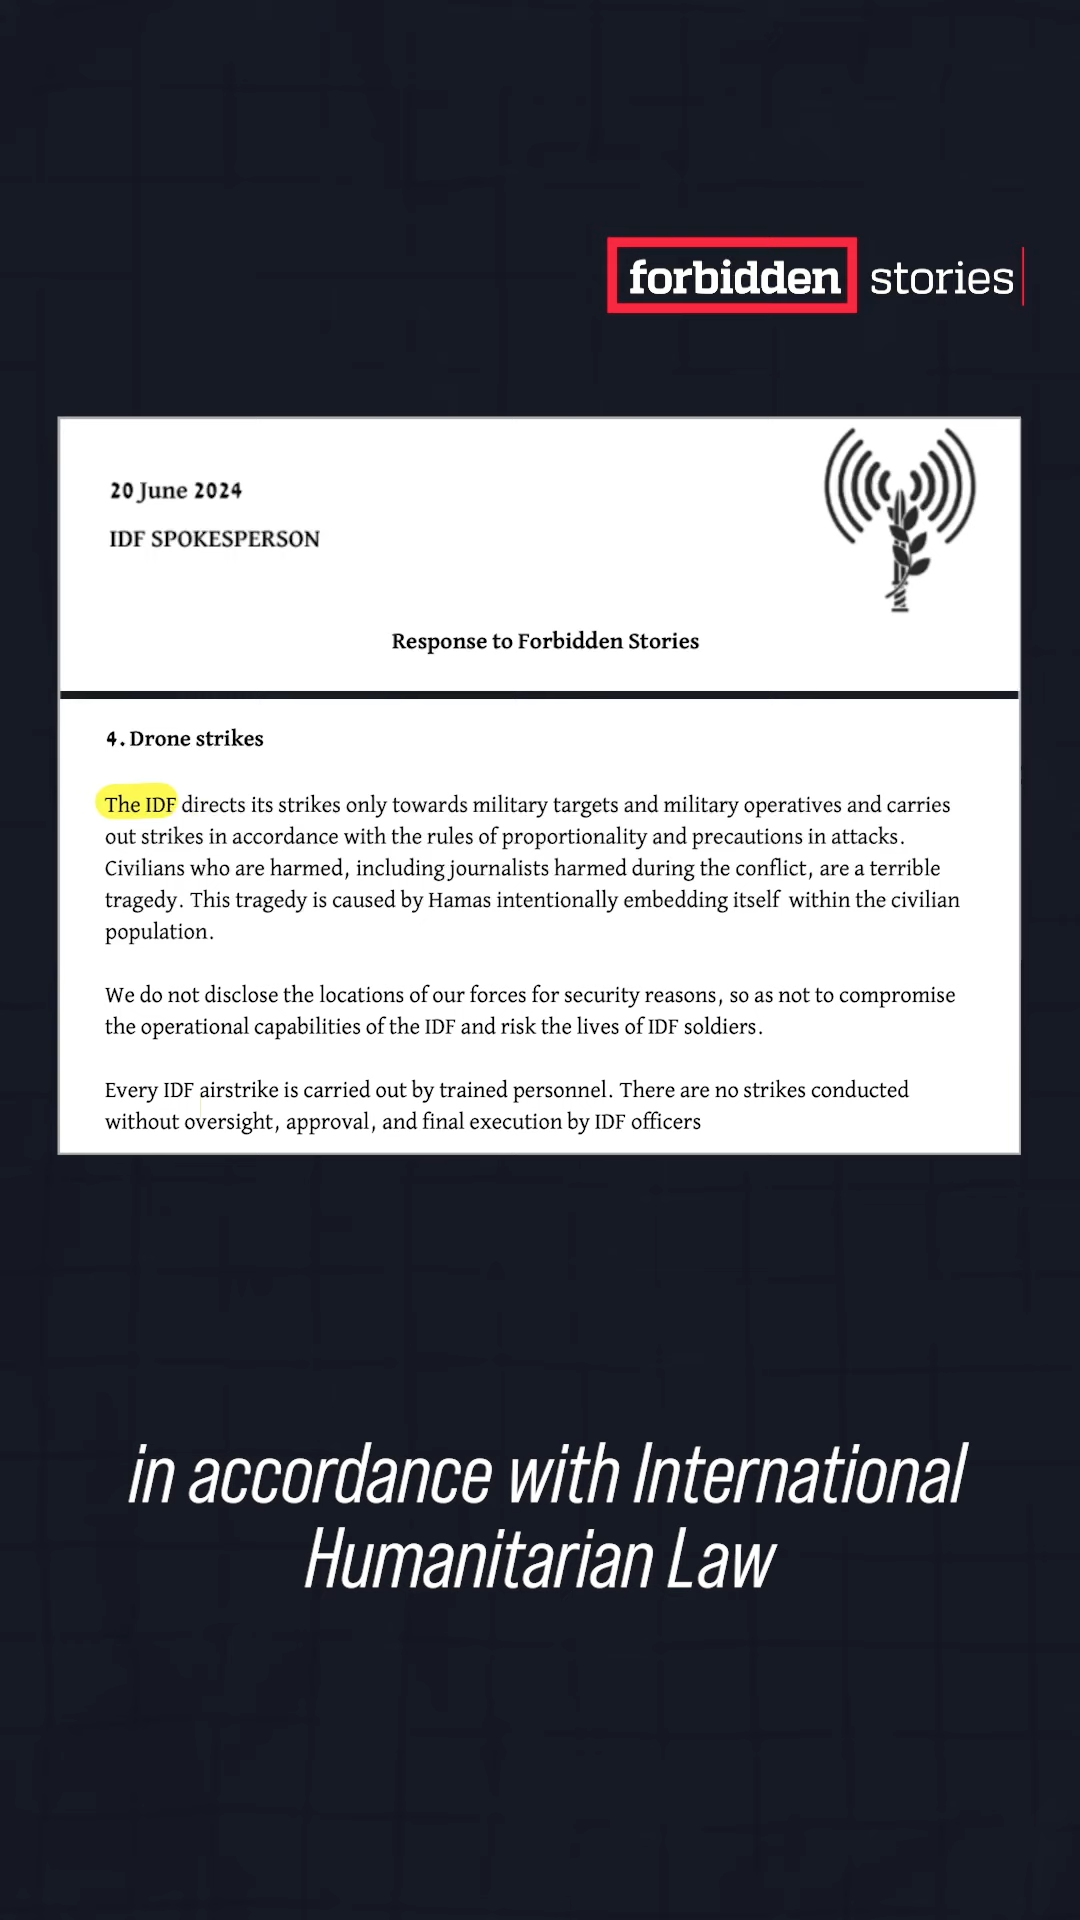 forbidden stories
20 June 2024
IDF SPOKESPERSON
Response to Forbidden Stories
4. Drone strikes
The IDF directs its strikes only towards military targets and military operatives and carries
out strikes in accordance with the rules of proportionality and precautions in attacks.
Civilians who are harmed, including journalists harmed during the conflict, are a terrible
tragedy. This tragedy is caused by Hamas intentionally embedding itself within the civilian
population.
We do not disclose the locations of our forces for security reasons, so as not to compromise
the operational capabilities of the IDF and risk the lives of IDF soldiers.
Every IDF airstrike is carried out by trained personnel. There are no strikes conducted
without oversight, approval, and final execution by IDF officers
in accordance with International
Humanitarian Law